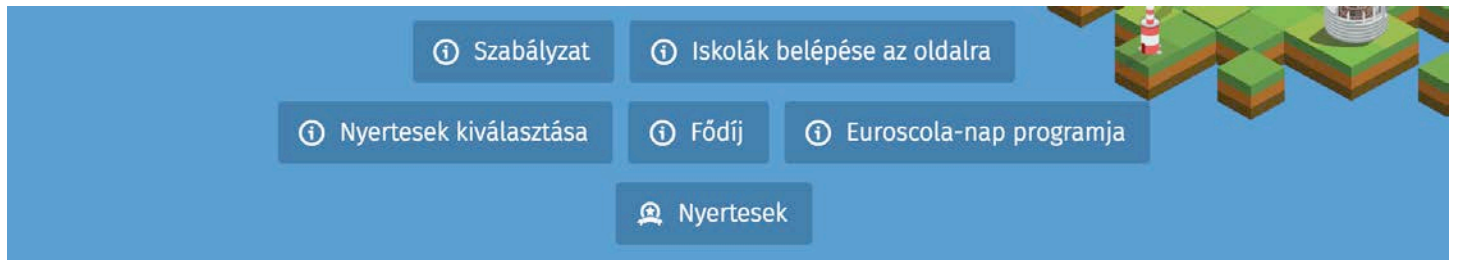 Szabályzat Iskolák belépése az oldalra
Nyertesek kiválasztása Fődíj Euroscola-nap programja
Nyertesek